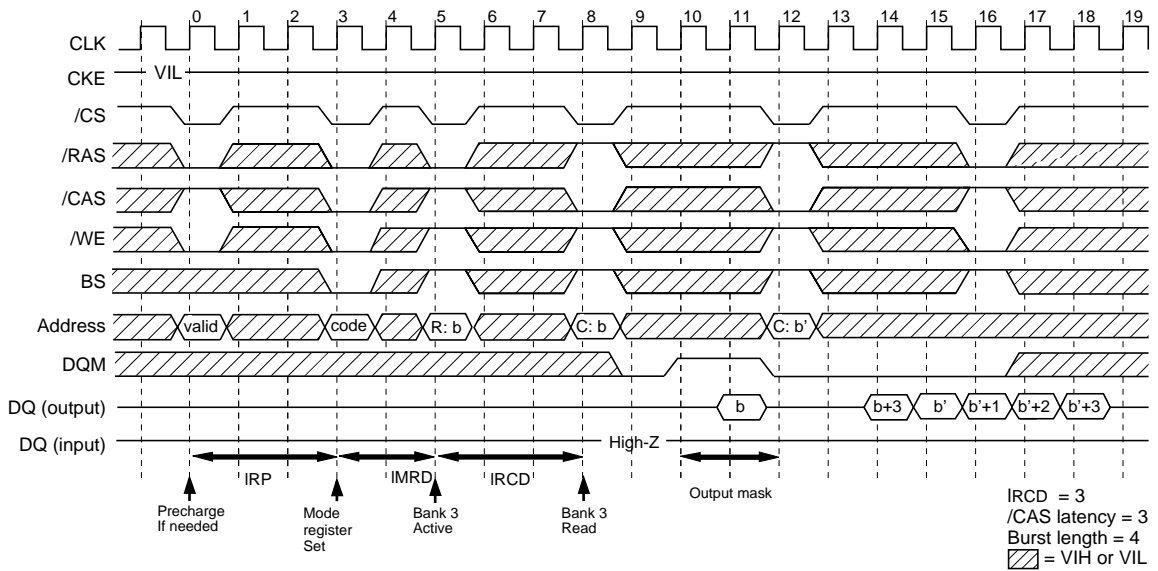 0 1 2 3 4 5 6 7 8 9 10 11 12 13 14 15 16 17 18 19
CLK
CKE VIL
/CS
/RAS
/CAS
/WE
BS
Address valid code R: b C: b C: b’
DQM
DQ (output) b b+3 b’ b’+1 b’+2 b’+3
DQ (input) High-Z
lRP lMRD lRCD Output mask
Precharge
If needed
Mode
register
Set
Bank 3
Active
Bank 3
Read
lRCD = 3
/CAS latency = 3
Burst length = 4
= VIH or VIL